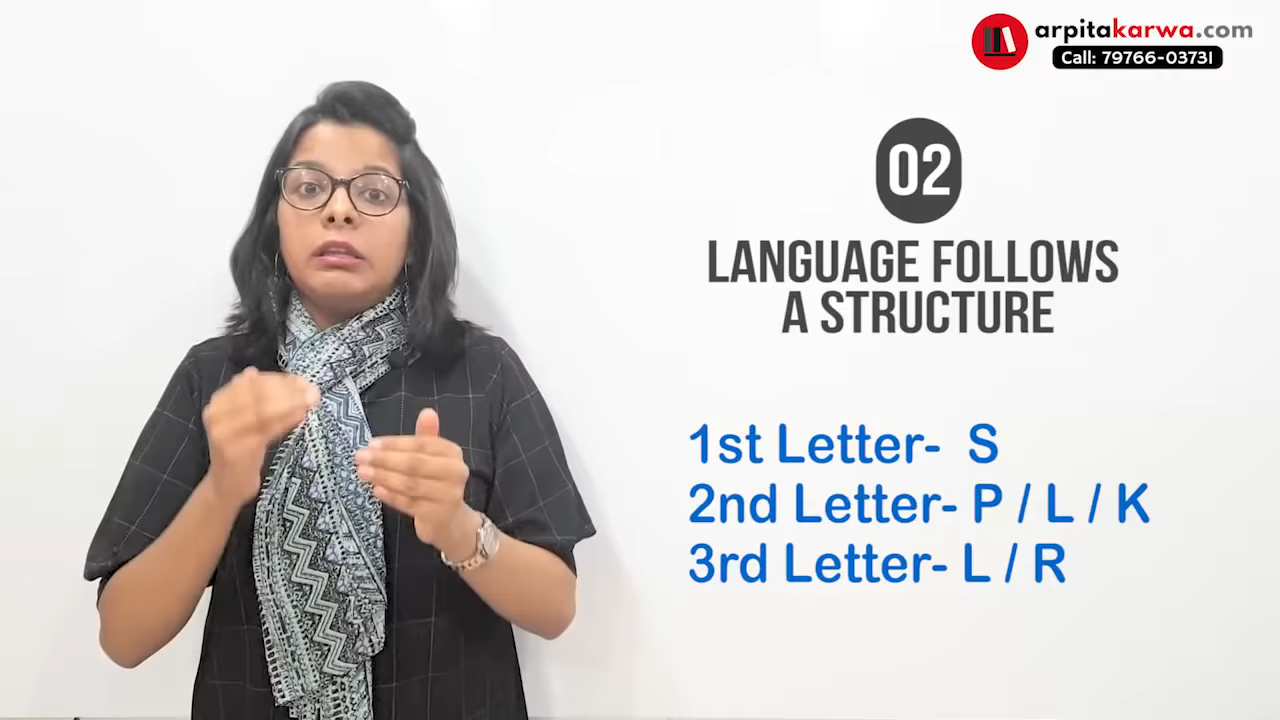 arpitakarwa.com
Call: 79766-03731
02
LANGUAGE FOLLOWS
A STRUCTURE
1st Letter- S
2nd Letter- P / L / K
3rd Letter- L / R